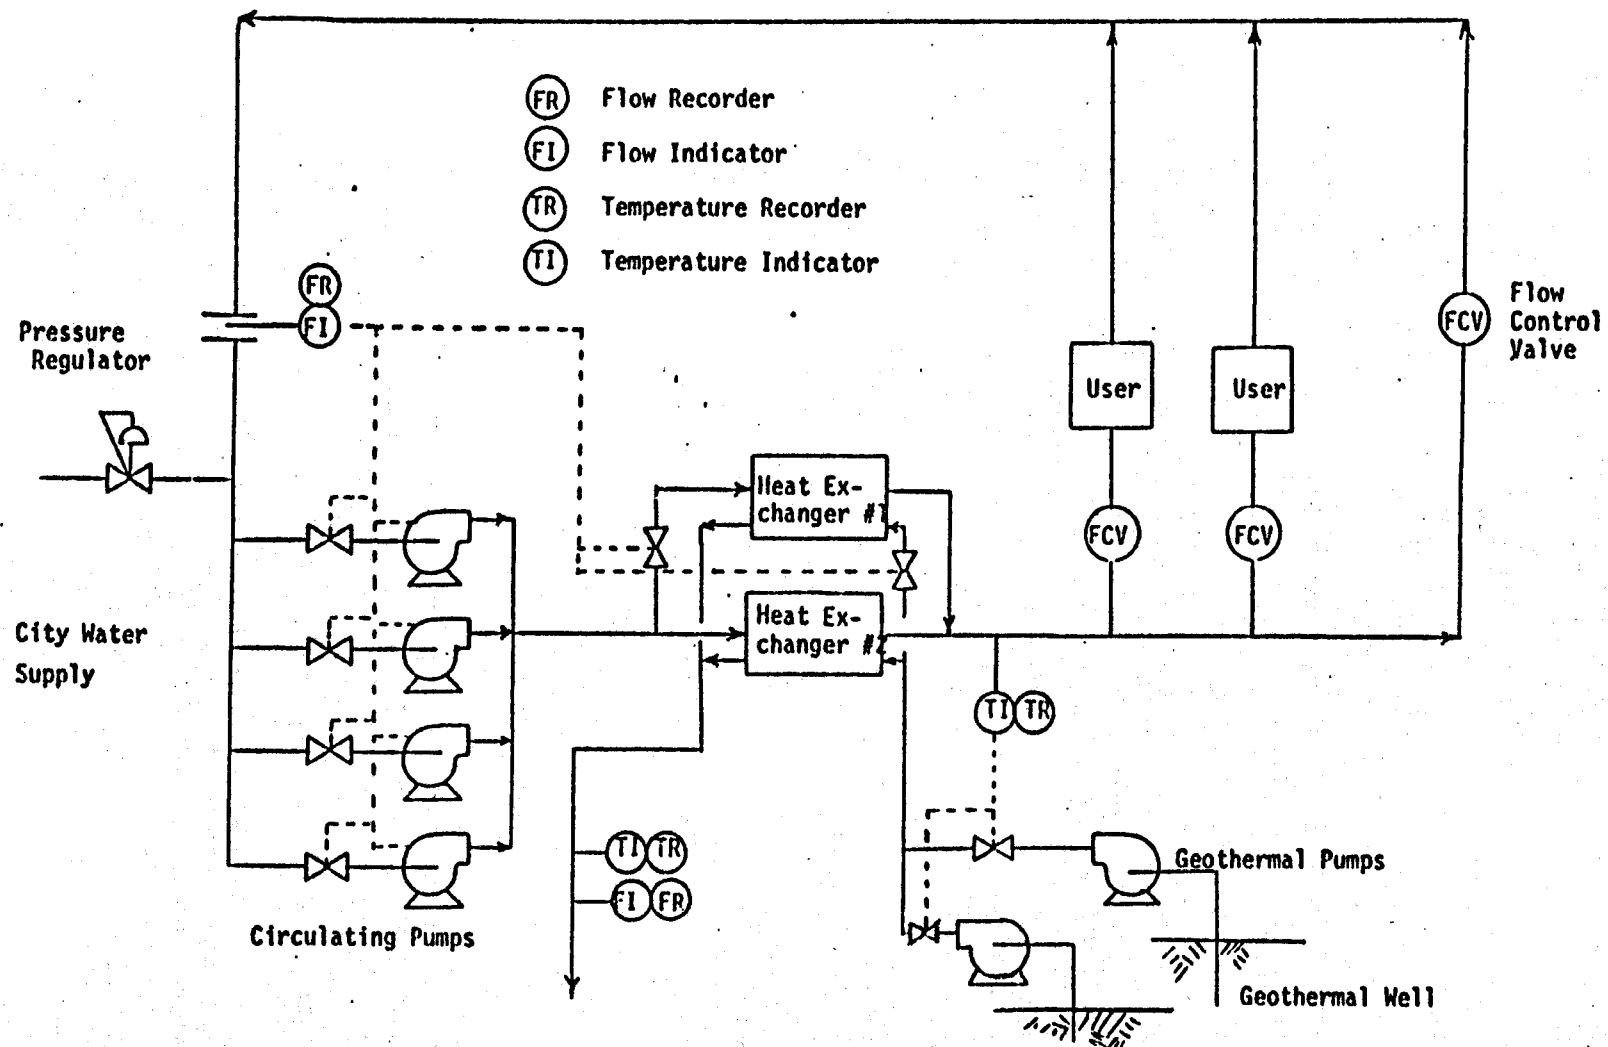 FR Flow Recorder
FI Flow Indicator
TR Temperature Recorder
TI Temperature Indicator
FR
FI
Pressure
Regulator
Flow
Control
Valve
FCV
User
User
Heat Ex-
changer #1
FCV
FCV
Heat Ex-
changer #2
City Water
Supply
TI TR
TI TR
FI FR
Geothermal Pumps
Circulating Pumps
Geothermal Well